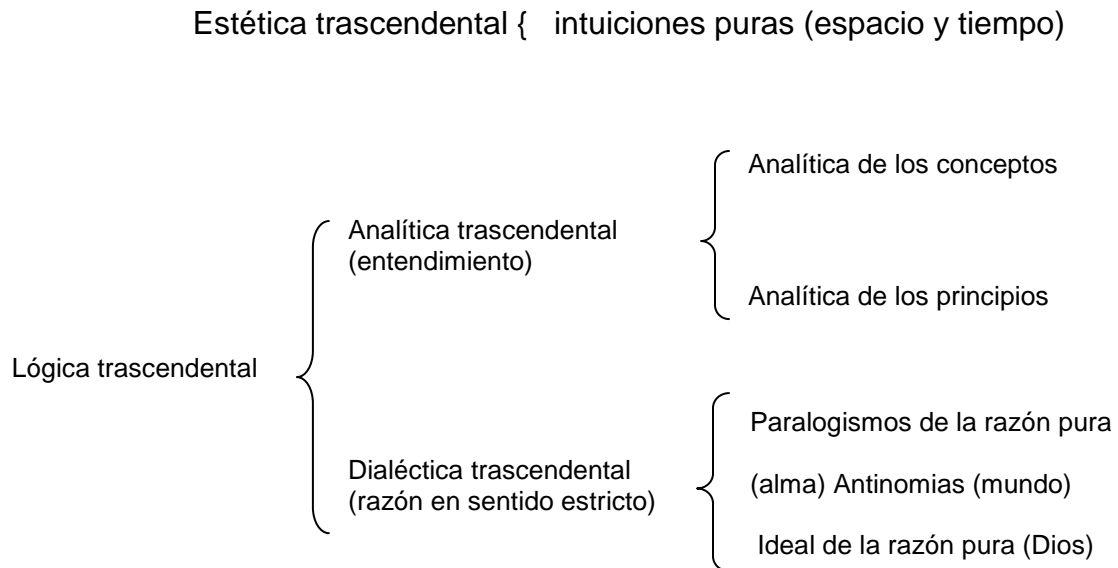 Estética trascendental { intuiciones puras (espacio y tiempo)
Analítica de los conceptos
Analítica trascendental
(entendimiento)
Analítica de los principios
Lógica trascendental
Paralogismos de la razón pura
Dialéctica trascendental
(razón en sentido estricto)
(alma) Antinomias (mundo)
Ideal de la razón pura (Dios)